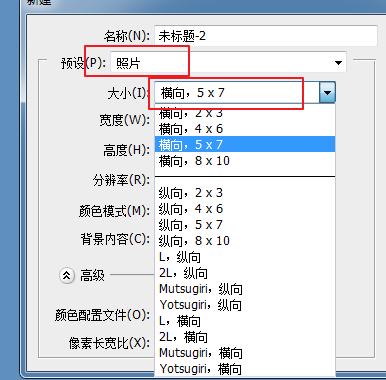 新建
名称(N): 未标题-2
预设(P): 照片
大小(I): 横向，5 x 7
宽度(W):
高度(H):
分辨率(R)
颜色模式(M):
背景内容(C):
高级
颜色配置文件(O):
像素长宽比(X):
横向，2 x 3
横向，4 x 6
横向，5 x 7
横向，8 x 10
纵向，2 x 3
纵向，4 x 6
纵向，5 x 7
纵向，8 x 10
L，纵向
2L，纵向
Mutsugiri，纵向
Yotsugiri，纵向
L，横向
2L，横向
Mutsugiri，横向
Yotsugiri，横向